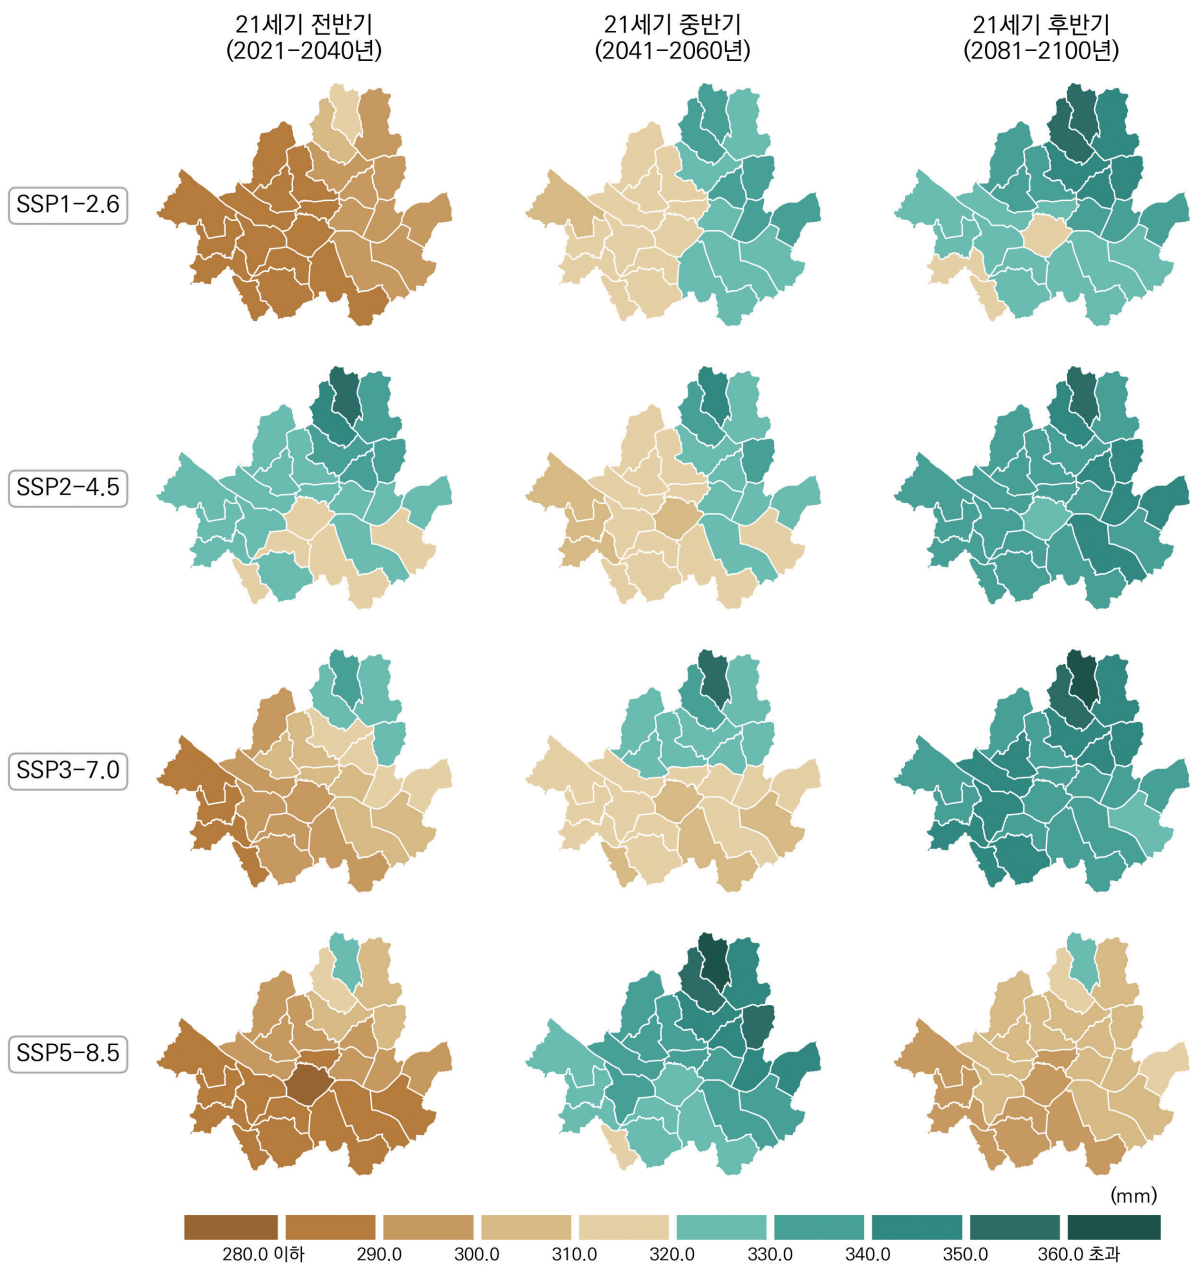 21세기 전반기
(2021-2040년)
21세기 중반기
(2041-2060년)
21세기 후반기
(2081-2100년)
SSP1-2.6
SSP2-4.5
SSP3-7.0
SSP5-8.5
(mm)
280.0 이하 290.0 300.0 310.0 320.0 330.0 340.0 350.0 360.0 초과